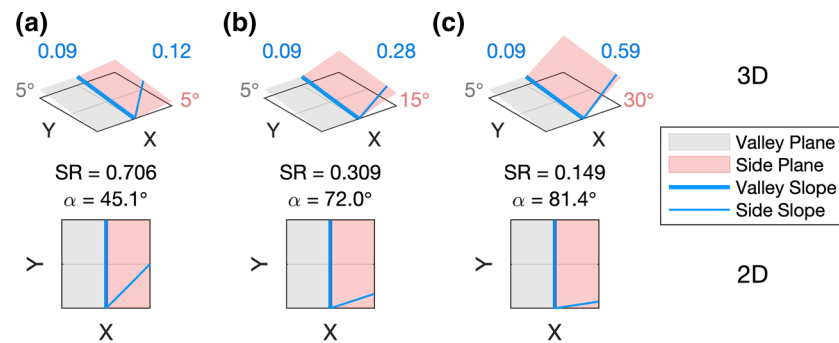 (a)
0.09
0.12
5°
5°
Y
X
SR = 0.706
α = 45.1°
Y
X
(b)
0.09
0.28
5°
15°
Y
X
SR = 0.309
α = 72.0°
Y
X
(c)
0.09
0.59
5°
30°
Y
X
SR = 0.149
α = 81.4°
Y
X
3D
Valley Plane
Side Plane
Valley Slope
Side Slope
2D